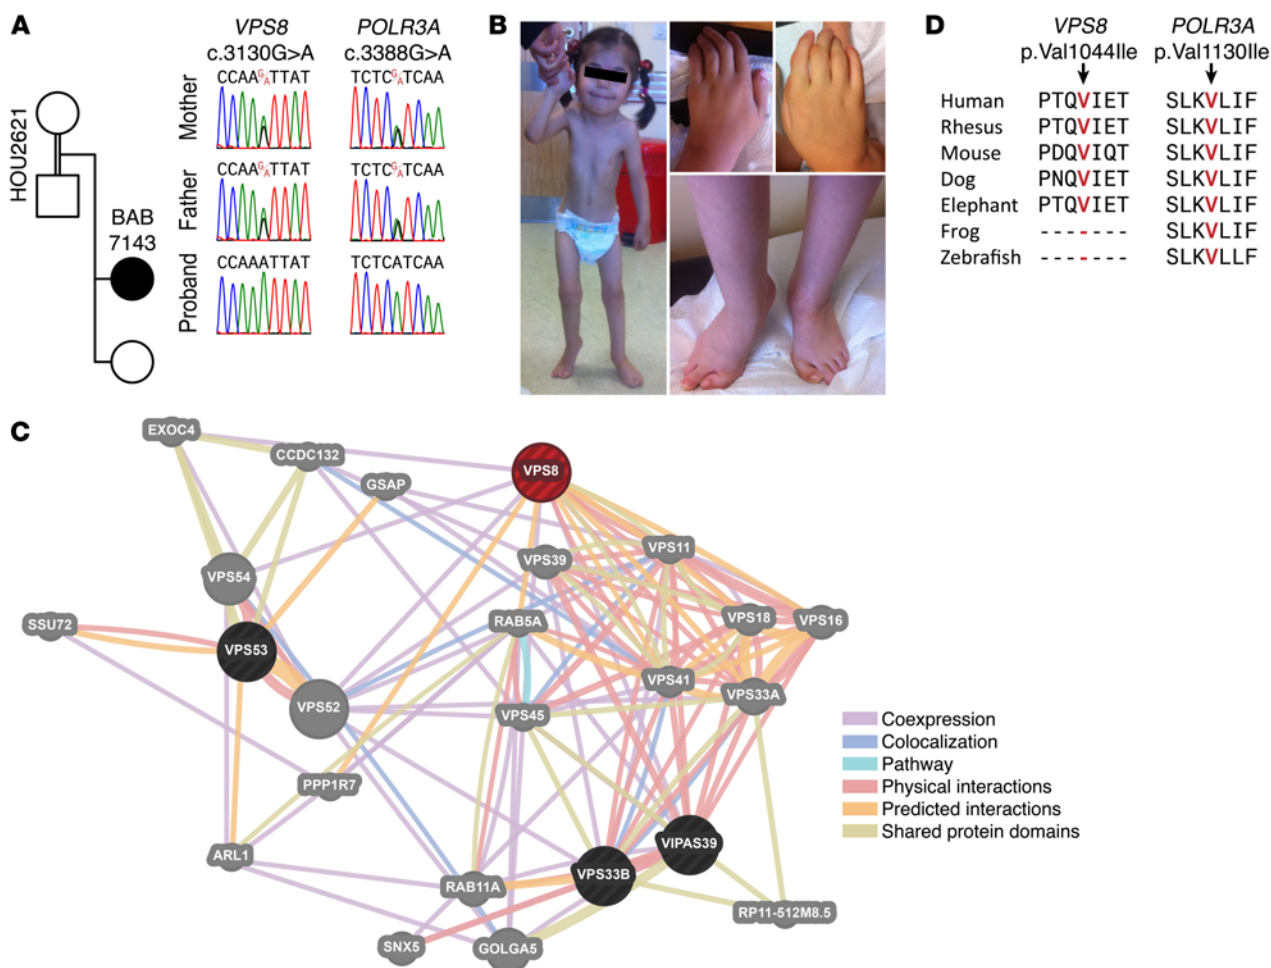 A
VPS8
c.3130G>A
POLR3A
c.3388G>A
HOU2621
BAB
7143
Mother
CCAAGATTAT
TCTCGATCAA
Father
CCAAGATTAT
TCTCGATCAA
Proband
CCAAATTAT
TCTCATCAA
B
D
VPS8
p.Val1044Ile
POLR3A
p.Val1130Ile
Human PTQVIET SLKVLIF
Rhesus PTQVIET SLKVLIF
Mouse PDQVIQT SLKVLIF
Dog PNQVIET SLKVLIF
Elephant PTQVIET SLKVLIF
Frog ------- SLKVLIF
Zebrafish ------- SLKVLLF
C
EXOC4
CCDC132
GSAP
VPS8
VPS39
VPS11
VPS54
SSU72
VPS53
RAB5A
VPS18
VPS16
VPS52
VPS41
VPS33A
VPS45
PPP1R7
ARL1
RAB11A
VPS33B
VIPAS39
RP11-512M8.5
SNX5
GOLGA5
Coexpression
Colocalization
Pathway
Physical interactions
Predicted interactions
Shared protein domains